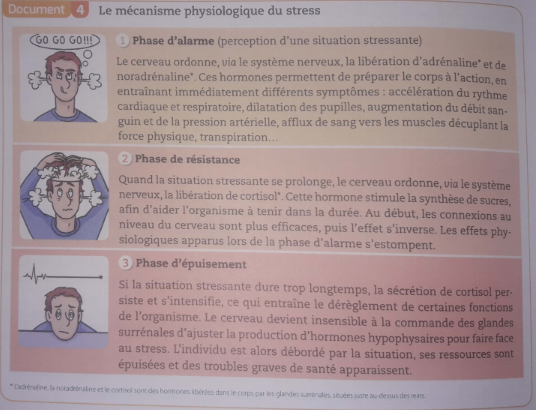 Document 4 Le mécanisme physiologique du stress
GO GO GO!!!
1 Phase d'alarme (perception d'une situation stressante)
Le cerveau ordonne, via le système nerveux, la libération d'adrénaline* et de
noradrénaline*. Ces hormones permettent de préparer le corps à l'action, en
entraînant immédiatement différents symptômes : accélération du rythme
cardiaque et respiratoire, dilatation des pupilles, augmentation du débit san-
guin et de la pression artérielle, afflux de sang vers les muscles décuplant la
force physique, transpiration...
2 Phase de résistance
Quand la situation stressante se prolonge, le cerveau ordonne, via le système
nerveux, la libération de cortisol*. Cette hormone stimule la synthèse de sucres,
afin d'aider l'organisme à tenir dans la durée. Au début, les connexions au
niveau du cerveau sont plus efficaces, puis l'effet s'inverse. Les effets phy-
siologiques apparus lors de la phase d'alarme s'estompent.
3 Phase d'épuisement
Si la situation stressante dure trop longtemps, la sécrétion de cortisol per-
siste et s'intensifie, ce qui entraîne le dérèglement de certaines fonctions
de l'organisme. Le cerveau devient insensible à la commande des glandes
surrénales d'ajuster la production d'hormones hypophysaires pour faire face
au stress. L'individu est alors débordé par la situation, ses ressources sont
épuisées et des troubles graves de santé apparaissent.
* L'adrénaline, la noradrénaline et le cortisol sont des hormones libérées dans le corps par les glandes surrénales, situées juste au-dessus des reins.